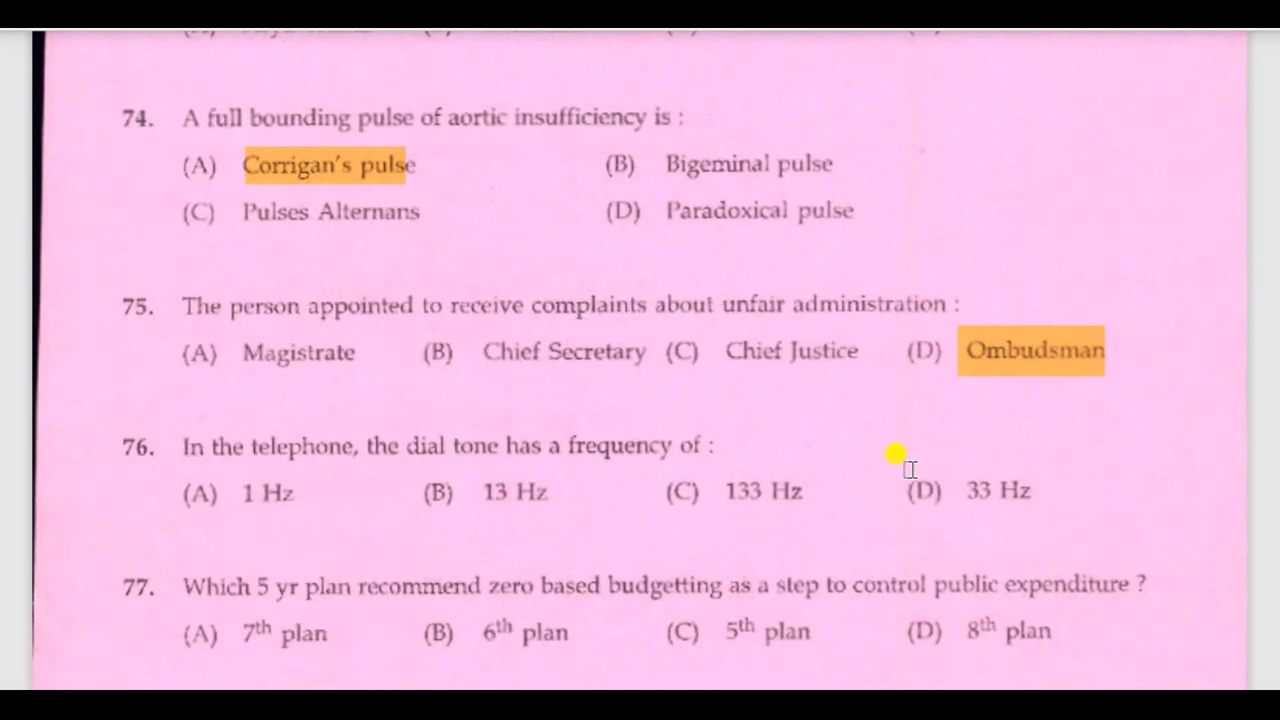 74. A full bounding pulse of aortic insufficiency is :
(A) Corrigan's pulse (B) Bigeminal pulse
(C) Pulses Alternans (D) Paradoxical pulse
75. The person appointed to receive complaints about unfair administration :
(A) Magistrate (B) Chief Secretary (C) Chief Justice (D) Ombudsman
76. In the telephone, the dial tone has a frequency of :
(A) 1 Hz (B) 13 Hz (C) 133 Hz (D) 33 Hz
77. Which 5 yr plan recommend zero based budgetting as a step to control public expenditure ?
(A) 7th plan (B) 6th plan (C) 5th plan (D) 8th plan